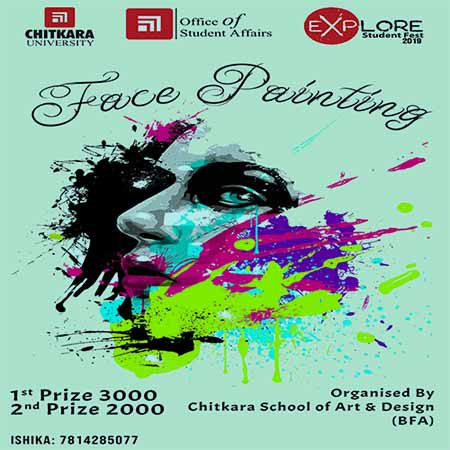 CHITKARA
UNIVERSITY
Office of
Student Affairs
EXPLORE
Student Fest
2019
Face Painting
1st Prize 3000
2nd Prize 2000
Organised By
Chitkara School of Art & Design
(BFA)
ISHIKA: 7814285077